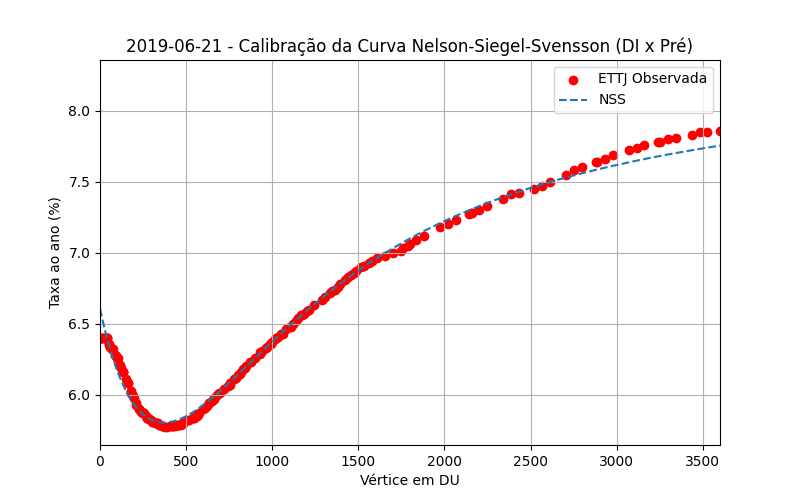 2019-06-21 - Calibração da Curva Nelson-Siegel-Svensson (DI x Pré)
ETTJ Observada
NSS
8.0
7.5
7.0
6.5
6.0
Taxa ao ano (%)
0 500 1000 1500 2000 2500 3000 3500
Vértice em DU